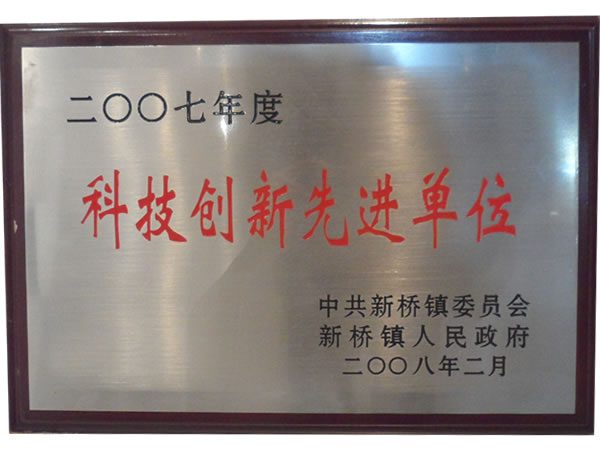 二〇〇七年度
科技创新先进单位
中共新桥镇委员会
新桥镇人民政府
二〇〇八年二月